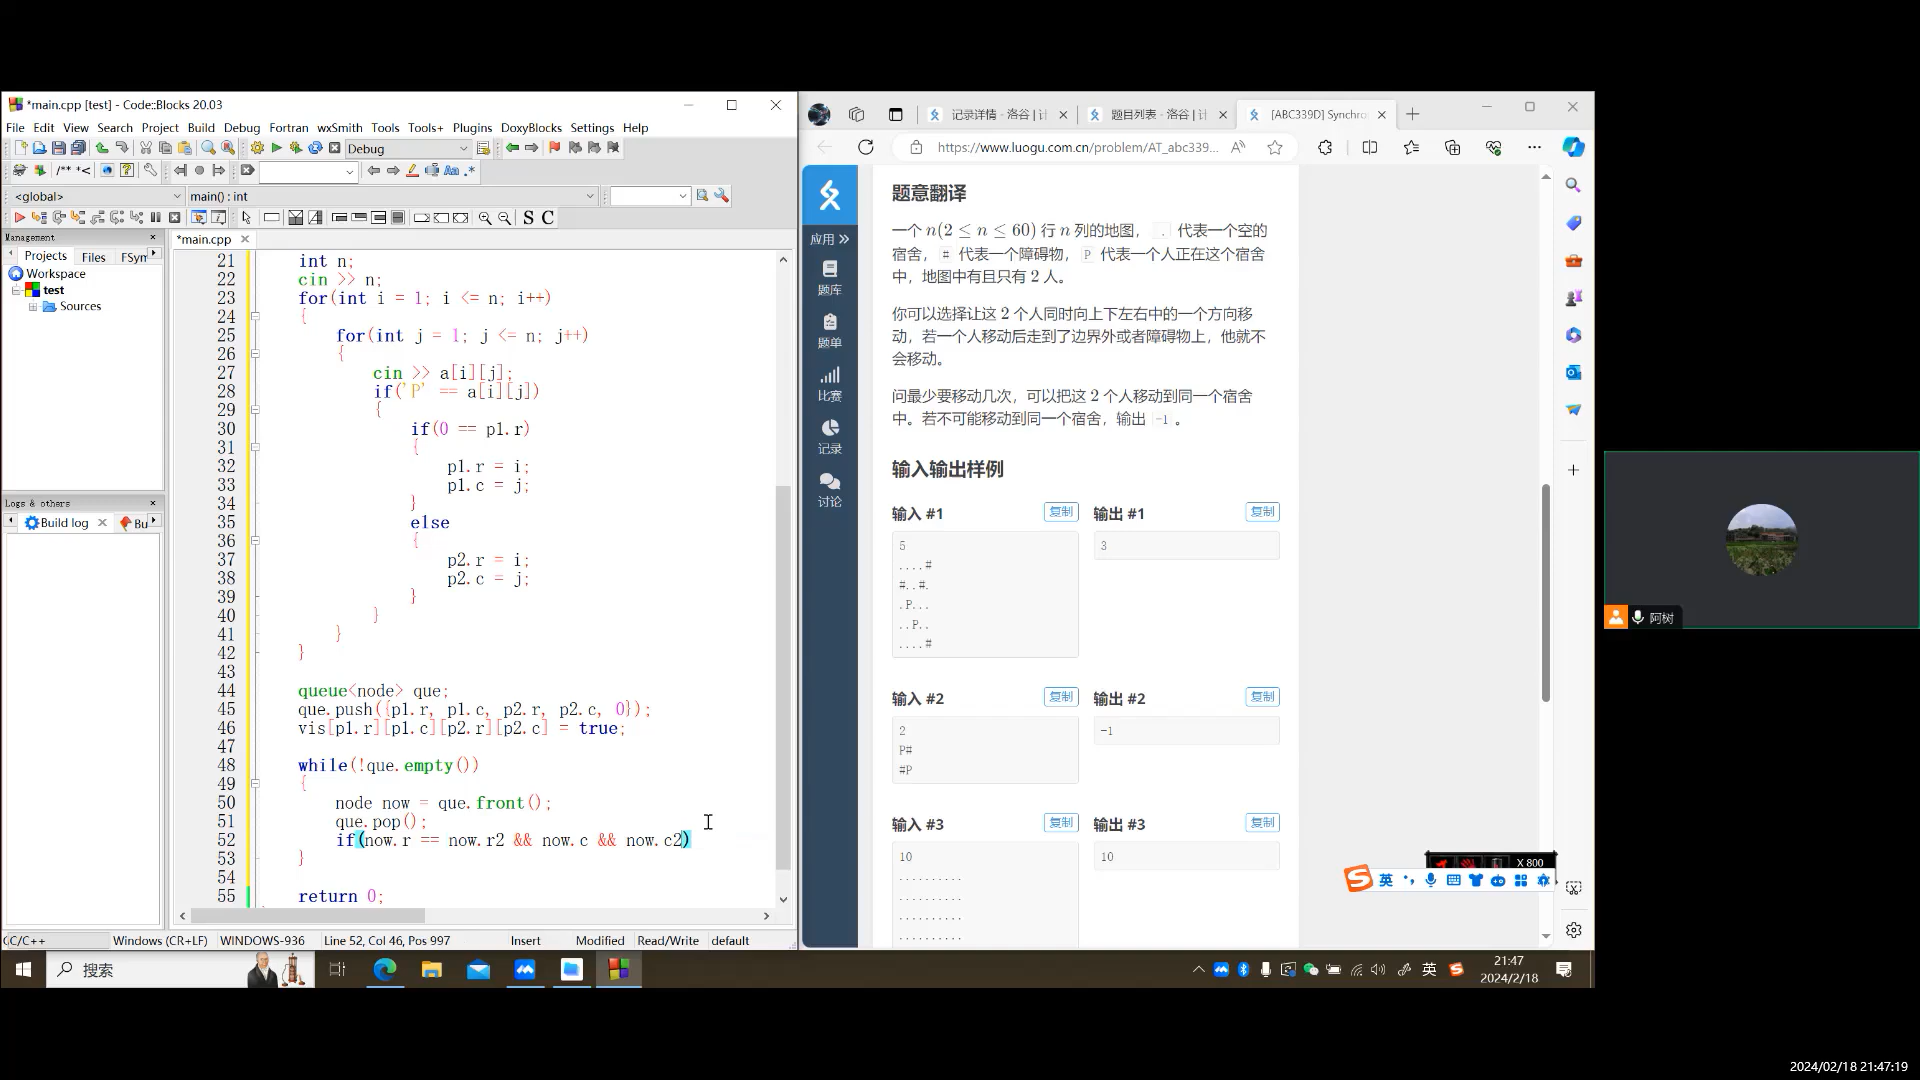 *main.cpp [test] - Code::Blocks 20.03
File Edit View Search Project Build Debug Fortran wxSmith Tools Tools+ Plugins DoxyBlocks Settings Help
Debug
/** *<
Aa .*
<global>
main() : int
S C
Management
Projects Files FSym
Workspace
test
Sources
Logs & others
Build log
Bu
*main.cpp
21 int n;
22 cin >> n;
23 for(int i = 1; i <= n; i++)
24 {
25 for(int j = 1; j <= n; j++)
26 {
27 cin >> a[i][j];
28 if('P' == a[i][j])
29 {
30 if(0 == p1.r)
31 {
32 p1.r = i;
33 p1.c = j;
34 }
35 else
36 {
37 p2.r = i;
38 p2.c = j;
39 }
40 }
41 }
42 }
43
44 queue<node> que;
45 que.push({p1.r, p1.c, p2.r, p2.c, 0});
46 vis[p1.r][p1.c][p2.r][p2.c] = true;
47
48 while(!que.empty())
49 {
50 node now = que.front();
51 que.pop();
52 if(now.r == now.r2 && now.c && now.c2)
53 }
54
55 return 0;
C/C++ Windows (CR+LF) WINDOWS-936 Line 52, Col 46, Pos 997 Insert Modified Read/Write default
记录详情 - 洛谷 | 计
题目列表 - 洛谷 | 计
[ABC339D] Synchro
https://www.luogu.com.cn/problem/AT_abc339...
应用
题库
题单
比赛
记录
讨论
题意翻译
一个 n(2 ≤ n ≤ 60) 行 n 列的地图， . 代表一个空的
宿舍， # 代表一个障碍物， P 代表一个人正在这个宿舍
中，地图中有且只有 2 人。
你可以选择让这 2 个人同时向上下左右中的一个方向移
动，若一个人移动后走到了边界外或者障碍物上，他就不
会移动。
问最少要移动几次，可以把这 2 个人移动到同一个宿舍
中。若不可能移动到同一个宿舍，输出 -1 。
输入输出样例
输入 #1 复制
5
....#
#..#.
.P...
..P..
....#
输出 #1 复制
3
输入 #2 复制
2
P#
#P
输出 #2 复制
-1
输入 #3 复制
10
..........
..........
..........
..........
输出 #3 复制
10
X 800
英
搜索
英
21:47
2024/2/18
阿树
2024/02/18 21:47:19